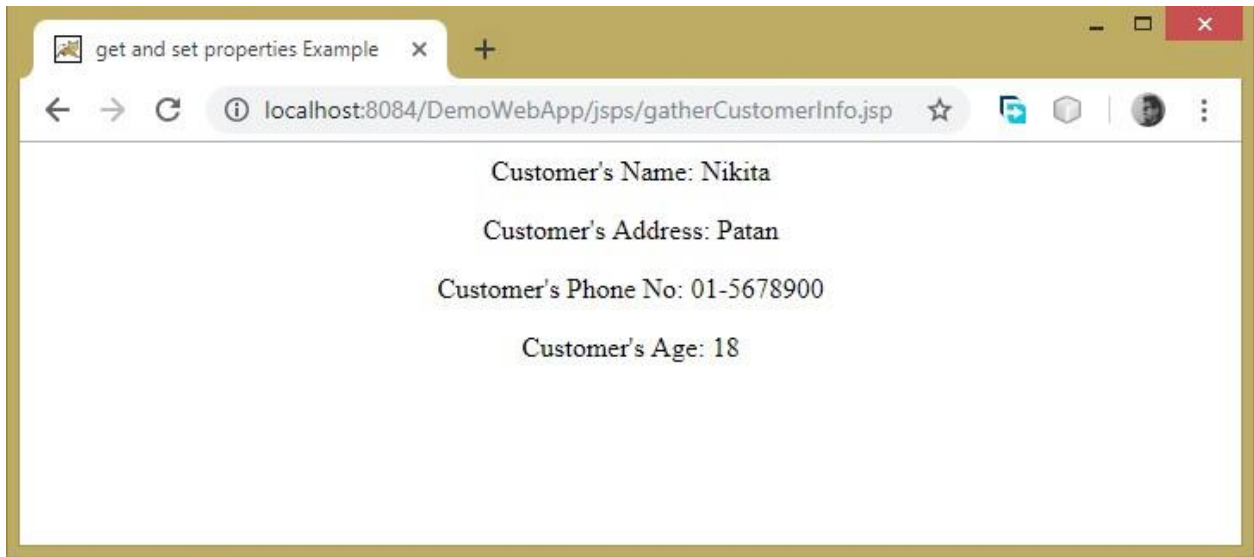 get and set properties Example
localhost:8084/DemoWebApp/jsps/gatherCustomerInfo.jsp
Customer's Name: Nikita
Customer's Address: Patan
Customer's Phone No: 01-5678900
Customer's Age: 18